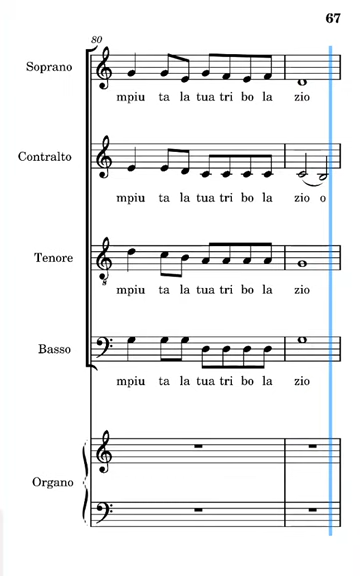 67
80
Soprano
mpiu ta la tua tri bo la zio
Contralto
mpiu ta la tua tri bo la zio o
Tenore
8
mpiu ta la tua tri bo la zio
Basso
mpiu ta la tua tri bo la zio
Organo